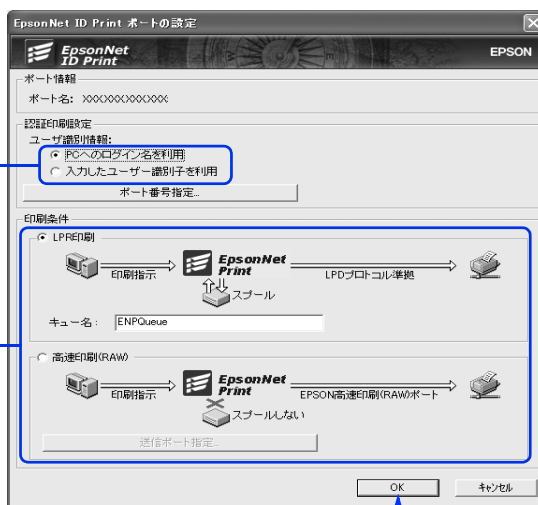 EpsonNet ID Print ポートの設定
EpsonNet
ID Print
EPSON
ポート情報
ポート名: XXXXXXXXXXXXX
認証印刷設定
ユーザ識別情報:
PCへのログイン名を利用
入力したユーザー識別子を利用
ポート番号指定...
印刷条件
LPR印刷
印刷指示
EpsonNet
Print
スプール
LPDプロトコル準拠
キュー名: ENPQueue
高速印刷(RAW)
印刷指示
EpsonNet
Print
スプールしない
EPSON高速印刷(RAW)ポート
送信ポート指定...
OK
キャンセル